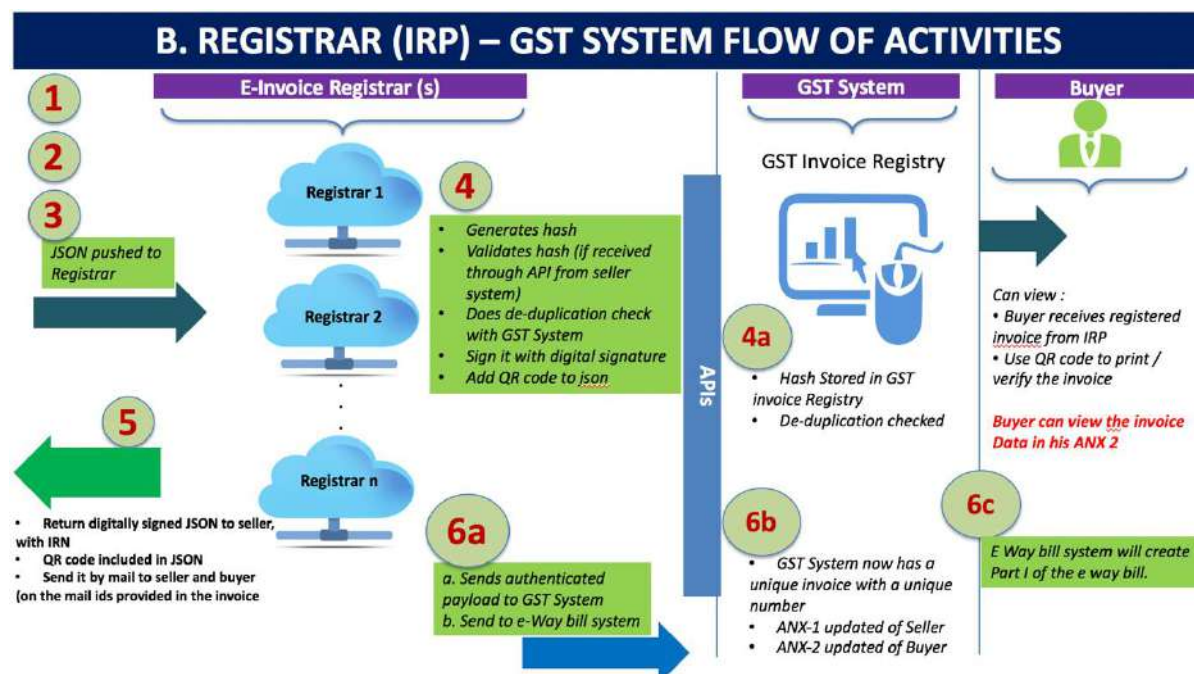 B. REGISTRAR (IRP) – GST SYSTEM FLOW OF ACTIVITIES
E-Invoice Registrar (s)
GST System
Buyer
1
2
3
JSON pushed to
Registrar
Registrar 1
Registrar 2
Registrar n
4
• Generates hash
• Validates hash (if received
through API from seller
system)
• Does de-duplication check
with GST System
• Sign it with digital signature
• Add QR code to json
5
• Return digitally signed JSON to seller,
with IRN
• QR code included in JSON
• Send it by mail to seller and buyer
(on the mail ids provided in the invoice
6a
a. Sends authenticated
payload to GST System
b. Send to e-Way bill system
APIs
GST Invoice Registry
4a
• Hash Stored in GST
invoice Registry
• De-duplication checked
6b
• GST System now has a
unique invoice with a unique
number
• ANX-1 updated of Seller
• ANX-2 updated of Buyer
Can view :
• Buyer receives registered
invoice from IRP
• Use QR code to print /
verify the invoice
Buyer can view the invoice
Data in his ANX 2
6c
E Way bill system will create
Part I of the e way bill.